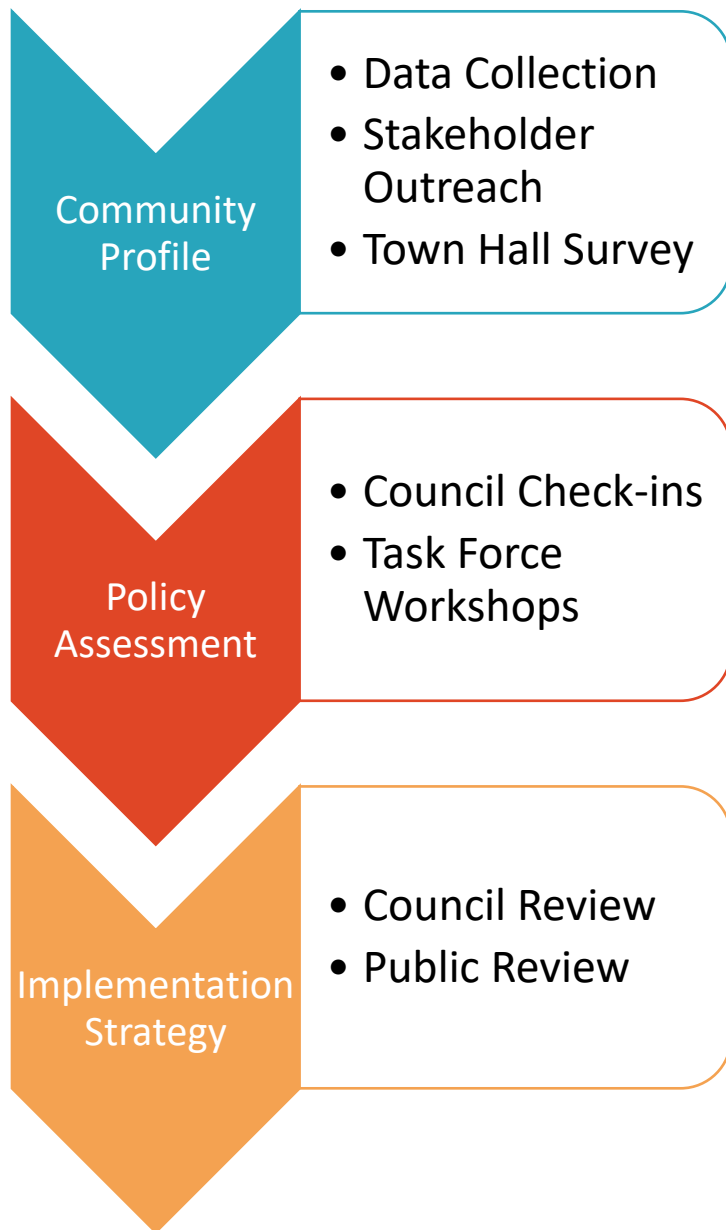 Community
Profile
• Data Collection
• Stakeholder
Outreach
• Town Hall Survey
Policy
Assessment
• Council Check-ins
• Task Force
Workshops
Implementation
Strategy
• Council Review
• Public Review